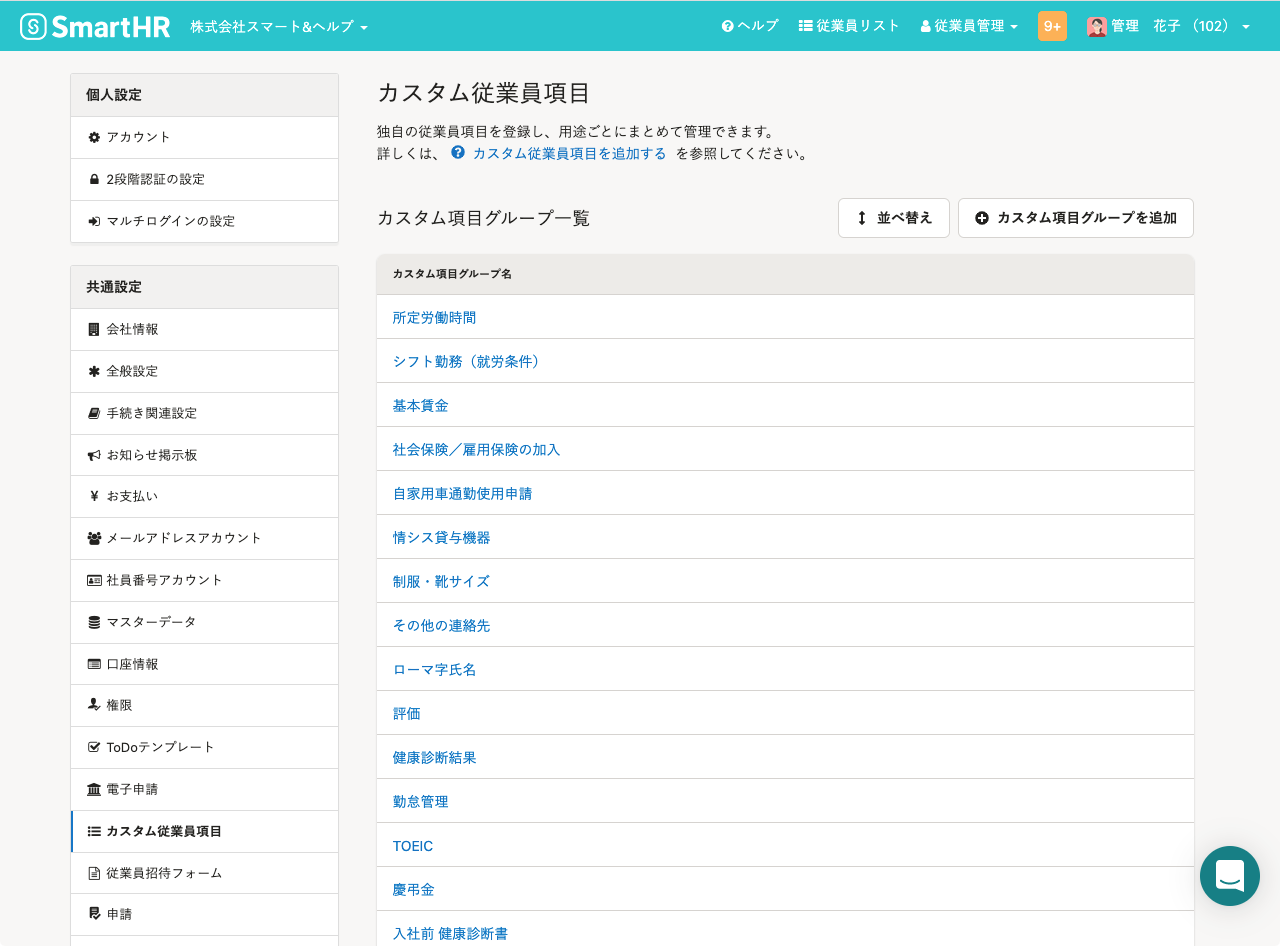 SmartHR 株式会社スマート&ヘルプ ヘルプ 従業員リスト 従業員管理 9+ 管理 花子 （102）
個人設定
アカウント
2段階認証の設定
マルチログインの設定
共通設定
会社情報
全般設定
手続き関連設定
お知らせ掲示板
お支払い
メールアドレスアカウント
社員番号アカウント
マスターデータ
口座情報
権限
ToDoテンプレート
電子申請
カスタム従業員項目
従業員招待フォーム
申請
カスタム従業員項目
独自の従業員項目を登録し、用途ごとにまとめて管理できます。
詳しくは、 カスタム従業員項目を追加する を参照してください。
カスタム項目グループ一覧 並べ替え カスタム項目グループを追加
カスタム項目グループ名
所定労働時間
シフト勤務（就労条件）
基本賃金
社会保険／雇用保険の加入
自家用車通勤使用申請
情シス貸与機器
制服・靴サイズ
その他の連絡先
ローマ字氏名
評価
健康診断結果
勤怠管理
TOEIC
慶弔金
入社前 健康診断書